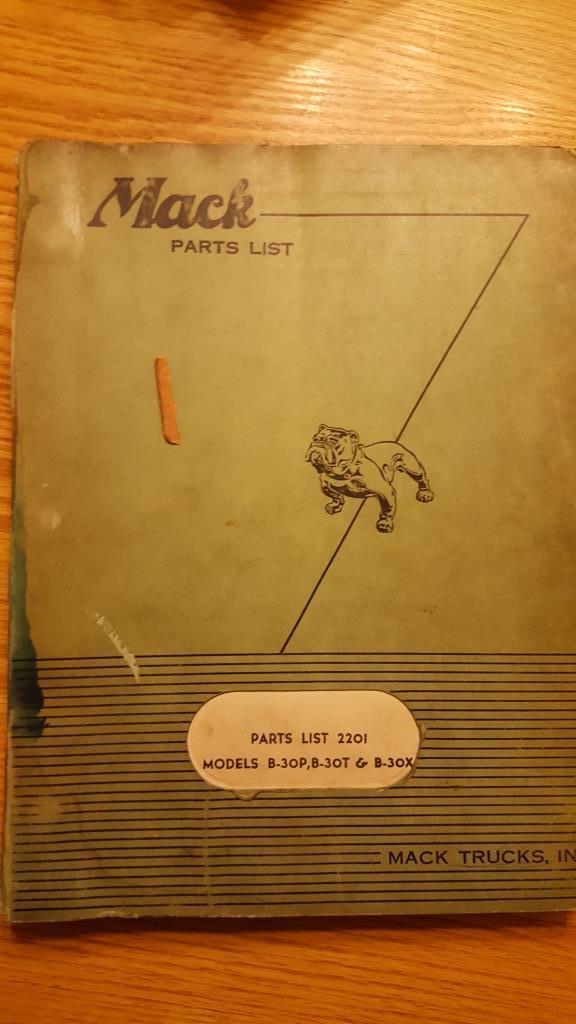 Mack
PARTS LIST
PARTS LIST 2201
MODELS B-30P, B-30T & B-30X
MACK TRUCKS, IN